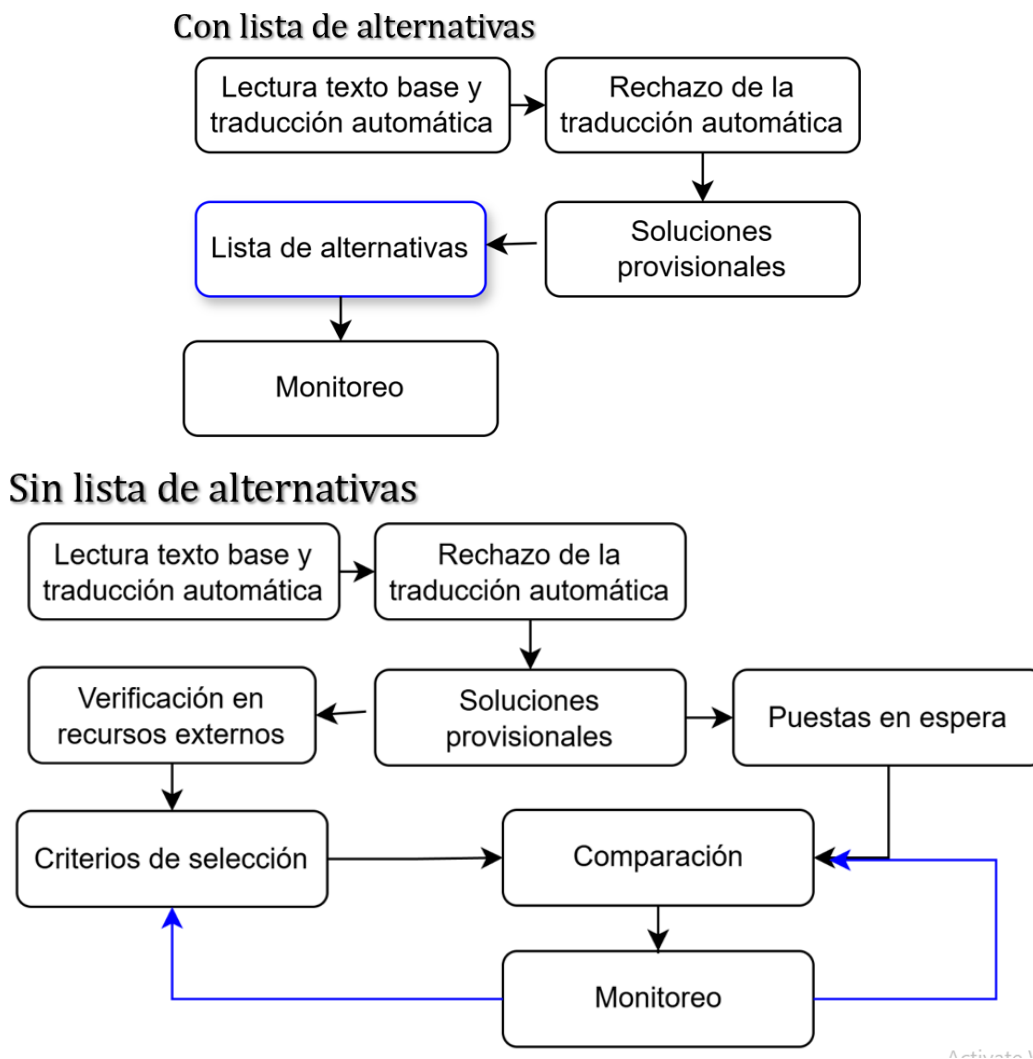 Con lista de alternativas
Lectura texto base y
traducción automática
Rechazo de la
traducción automática
Lista de alternativas
Soluciones
provisionales
Monitoreo
Sin lista de alternativas
Lectura texto base y
traducción automática
Rechazo de la
traducción automática
Verificación en
recursos externos
Soluciones
provisionales
Puestas en espera
Criterios de selección
Comparación
Monitoreo
Activate